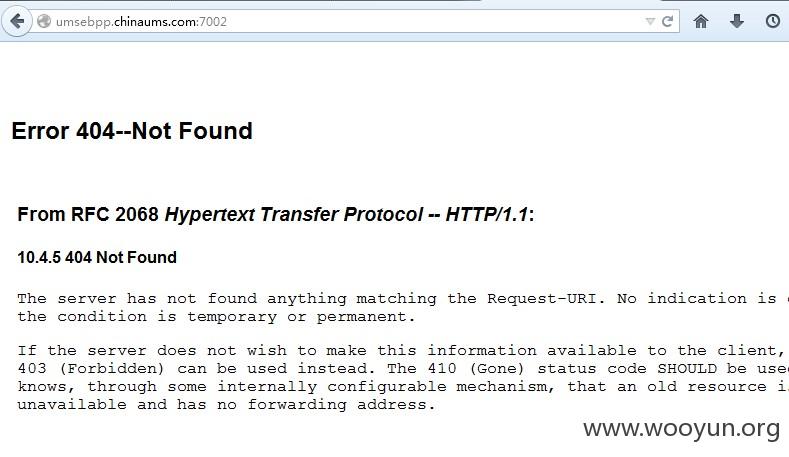 umsebpp.chinaums.com:7002
Error 404--Not Found
From RFC 2068 Hypertext Transfer Protocol -- HTTP/1.1:
10.4.5 404 Not Found
The server has not found anything matching the Request-URI. No indication is
the condition is temporary or permanent.
If the server does not wish to make this information available to the client,
403 (Forbidden) can be used instead. The 410 (Gone) status code SHOULD be use
knows, through some internally configurable mechanism, that an old resource i
unavailable and has no forwarding address.
www.wooyun.org